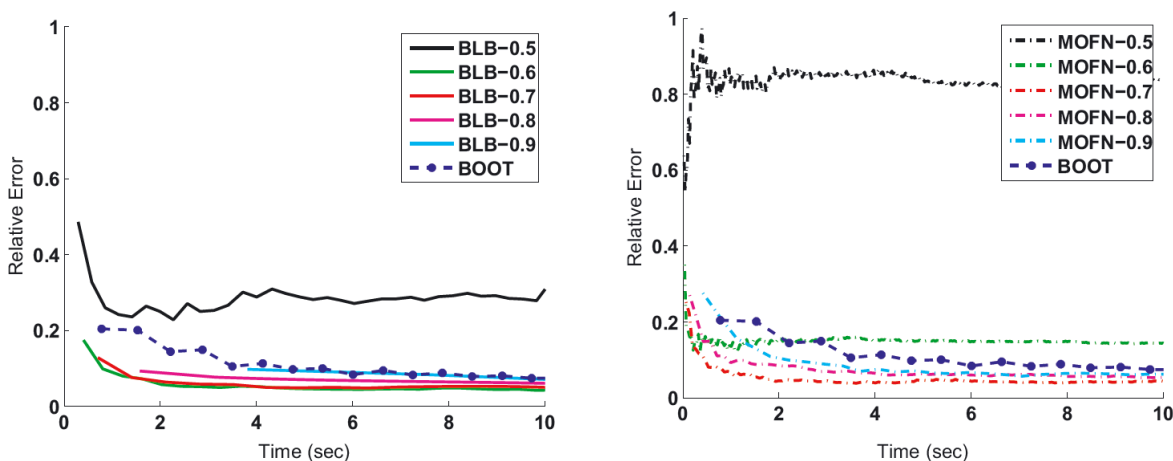 1
0.8
0.6
0.4
0.2
0
0 2 4 6 8 10
Relative Error
Time (sec)
BLB−0.5
BLB−0.6
BLB−0.7
BLB−0.8
BLB−0.9
BOOT
1
0.8
0.6
0.4
0.2
0
0 2 4 6 8 10
Relative Error
Time (sec)
MOFN−0.5
MOFN−0.6
MOFN−0.7
MOFN−0.8
MOFN−0.9
BOOT